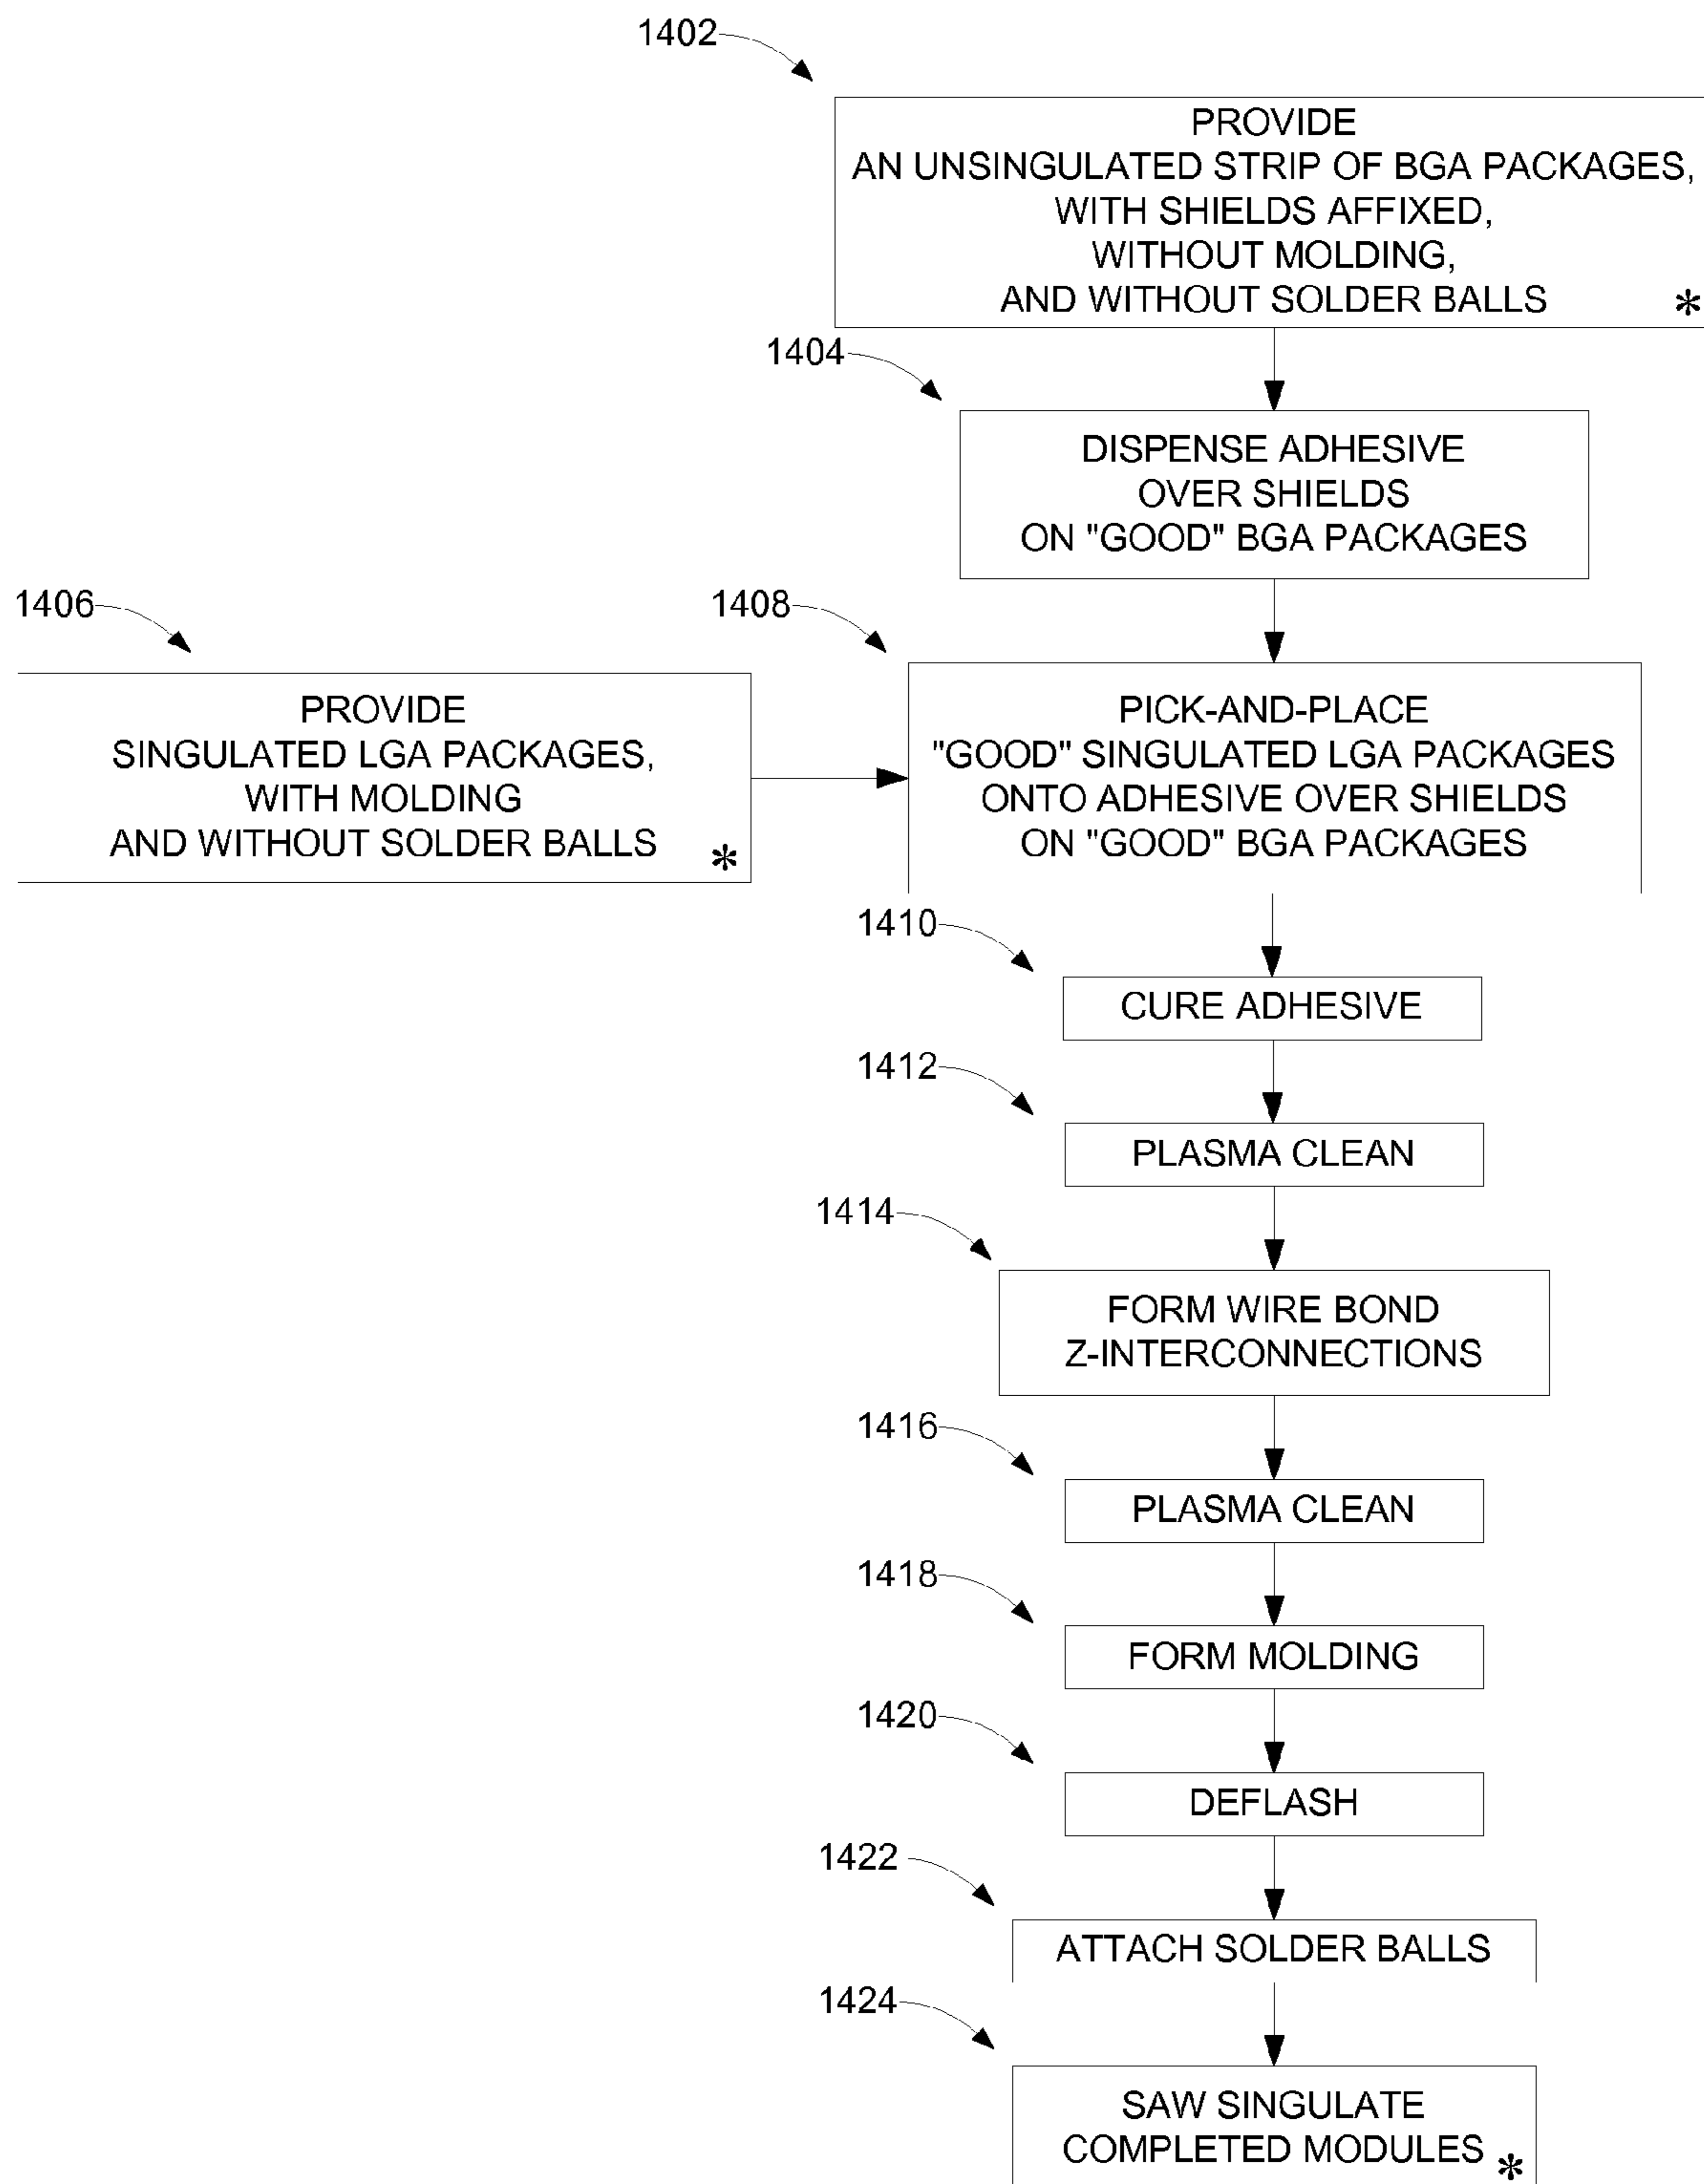 1402
PROVIDE
AN UNSINGULATED STRIP OF BGA PACKAGES,
WITH SHIELDS AFFIXED,
WITHOUT MOLDING,
AND WITHOUT SOLDER BALLS *
1404
DISPENSE ADHESIVE
OVER SHIELDS
ON "GOOD" BGA PACKAGES
1406
PROVIDE
SINGULATED LGA PACKAGES,
WITH MOLDING
AND WITHOUT SOLDER BALLS *
1408
PICK-AND-PLACE
"GOOD" SINGULATED LGA PACKAGES
ONTO ADHESIVE OVER SHIELDS
ON "GOOD" BGA PACKAGES
1410
CURE ADHESIVE
1412
PLASMA CLEAN
1414
FORM WIRE BOND
Z-INTERCONNECTIONS
1416
PLASMA CLEAN
1418
FORM MOLDING
1420
DEFLASH
1422
ATTACH SOLDER BALLS
1424
SAW SINGULATE
COMPLETED MODULES *